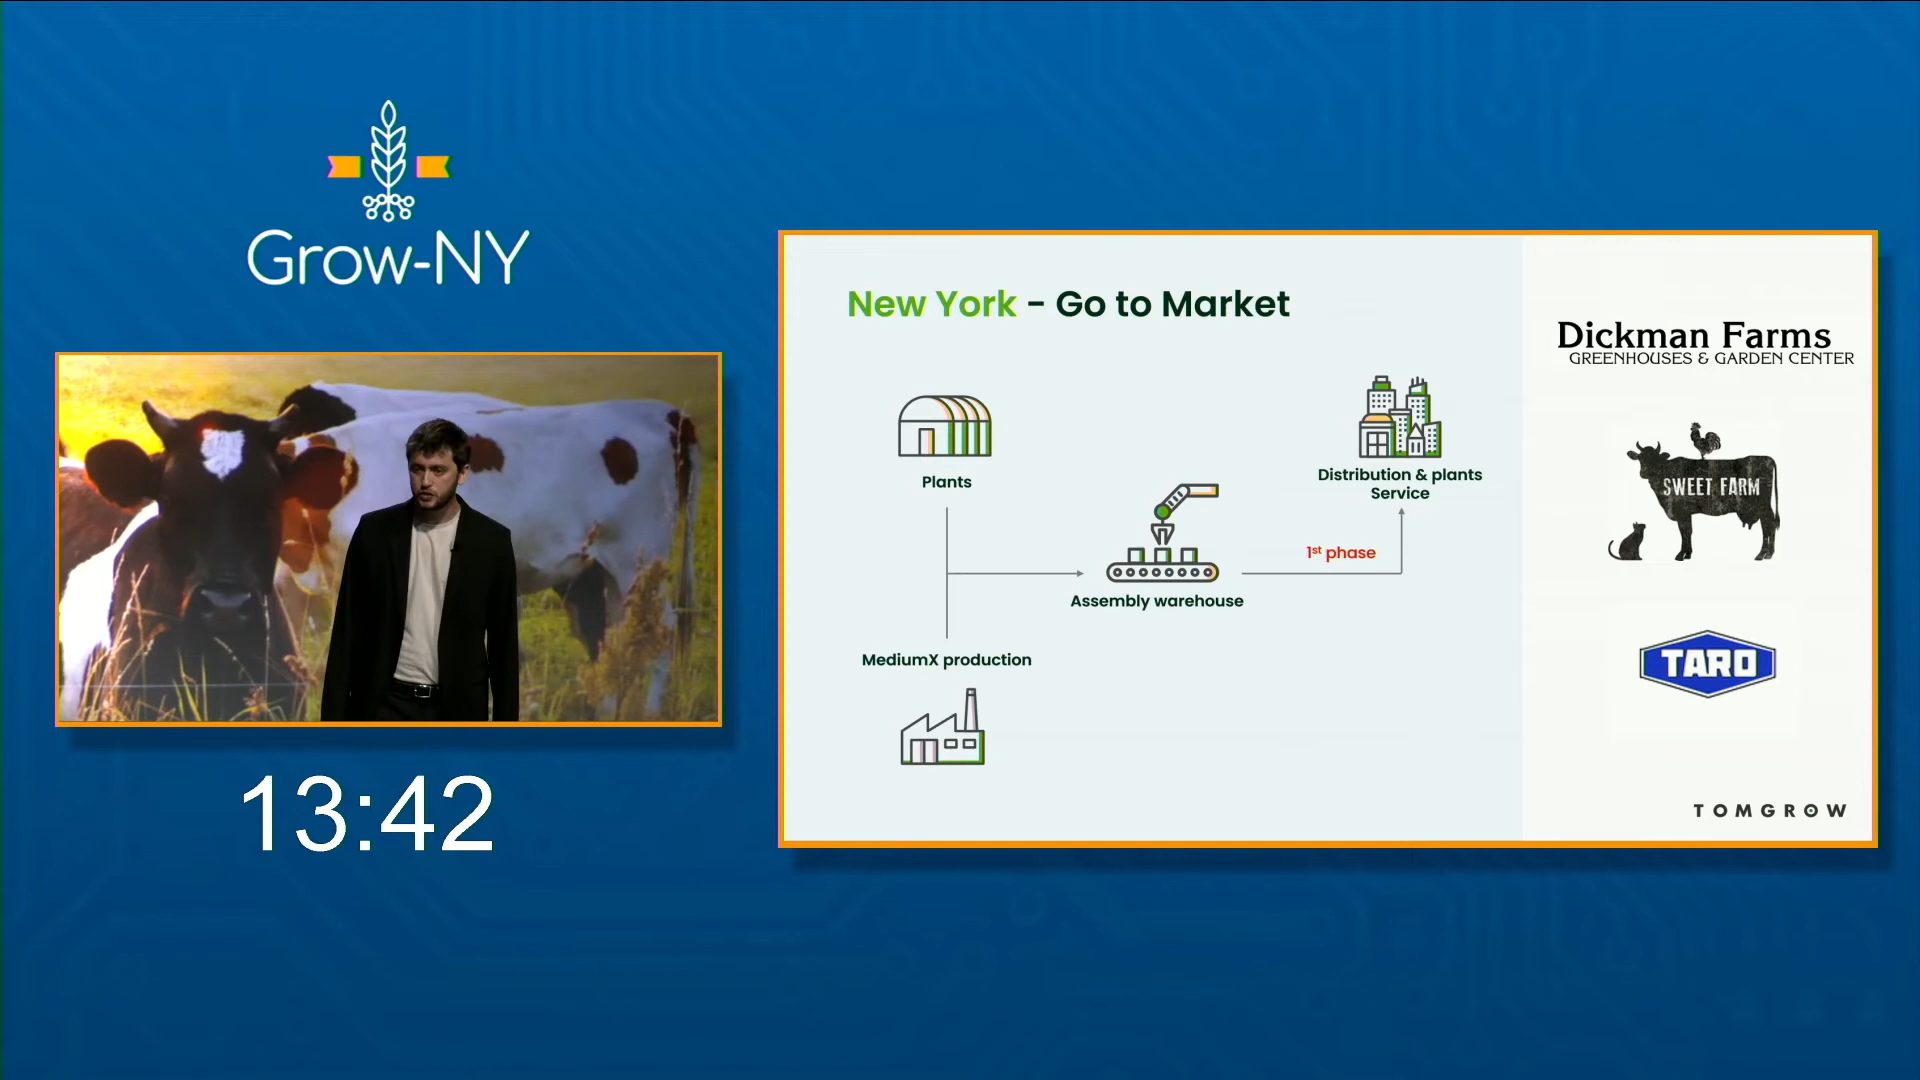 Grow-NY
13:42
New York - Go to Market
Plants
MediumX production
Assembly warehouse
1st phase
Distribution & plants
Service
Dickman Farms
GREENHOUSES & GARDEN CENTER
SWEET FARM
TARO
TOMGROW